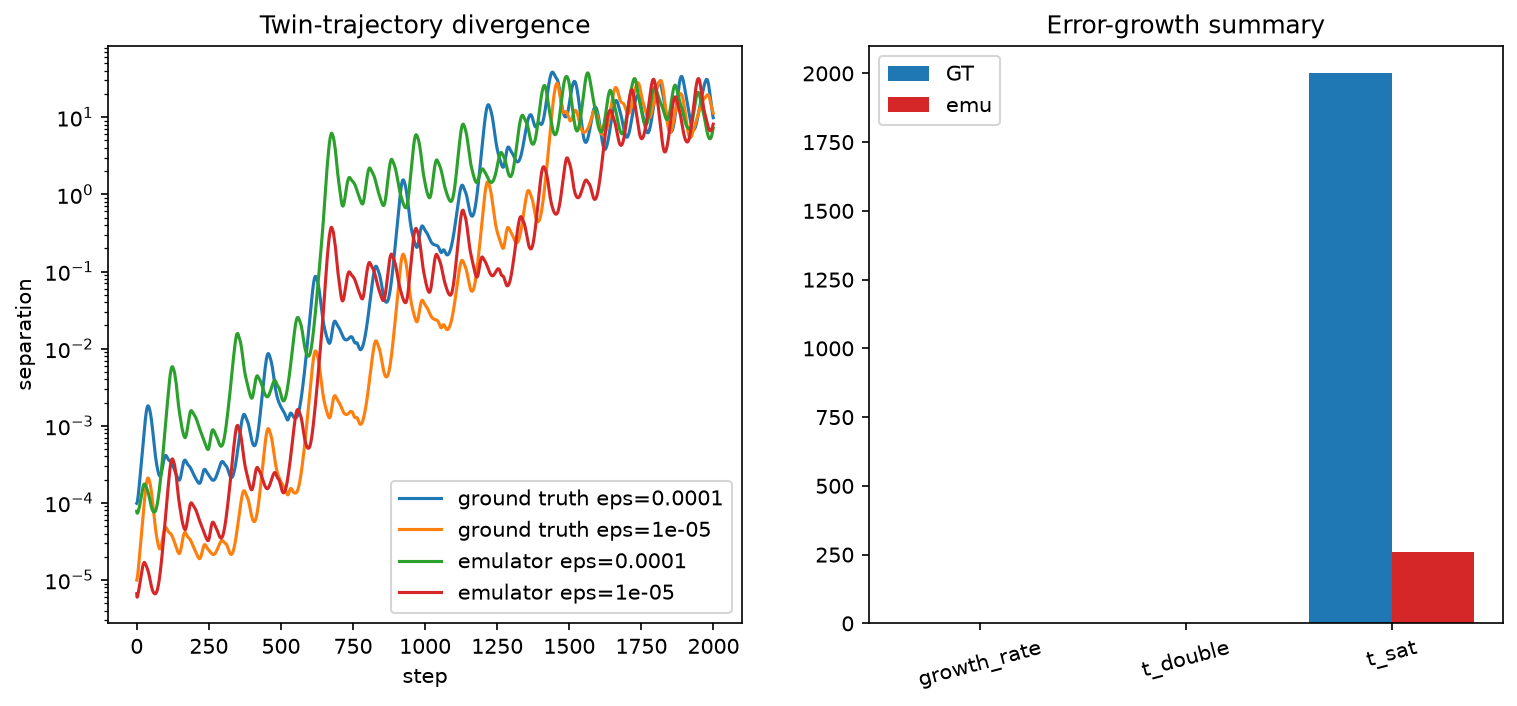 Twin-trajectory divergence
separation
10^1
10^0
10^-1
10^-2
10^-3
10^-4
10^-5
ground truth eps=0.0001
ground truth eps=1e-05
emulator eps=0.0001
emulator eps=1e-05
0 250 500 750 1000 1250 1500 1750 2000
step
Error-growth summary
GT
emu
2000
1750
1500
1250
1000
750
500
250
0
growth_rate t_double t_sat